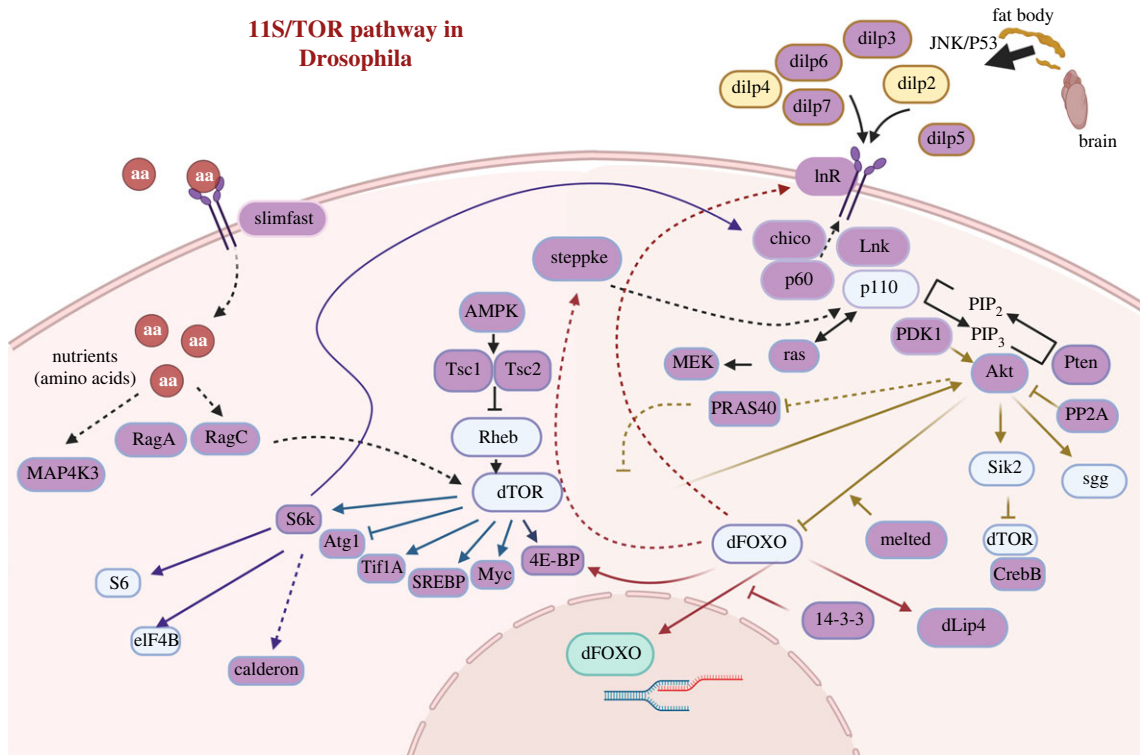 11S/TOR pathway in
Drosophila
fat body
JNK/P53
brain
dilp3
dilp6
dilp4
dilp2
dilp7
dilp5
aa
aa
lnR
slimfast
chico
Lnk
steppke
p60
p110
AMPK
PIP2
PIP3
PDK1
aa
aa
nutrients
(amino acids)
aa
Tsc1
Tsc2
MEK
ras
Akt
Pten
PRAS40
PP2A
RagA
RagC
Rheb
MAP4K3
Sik2
sgg
dTOR
S6k
Atg1
Tif1A
SREBP
Myc
4E-BP
dFOXO
melted
dTOR
CrebB
S6
eIF4B
calderon
14-3-3
dLip4
dFOXO